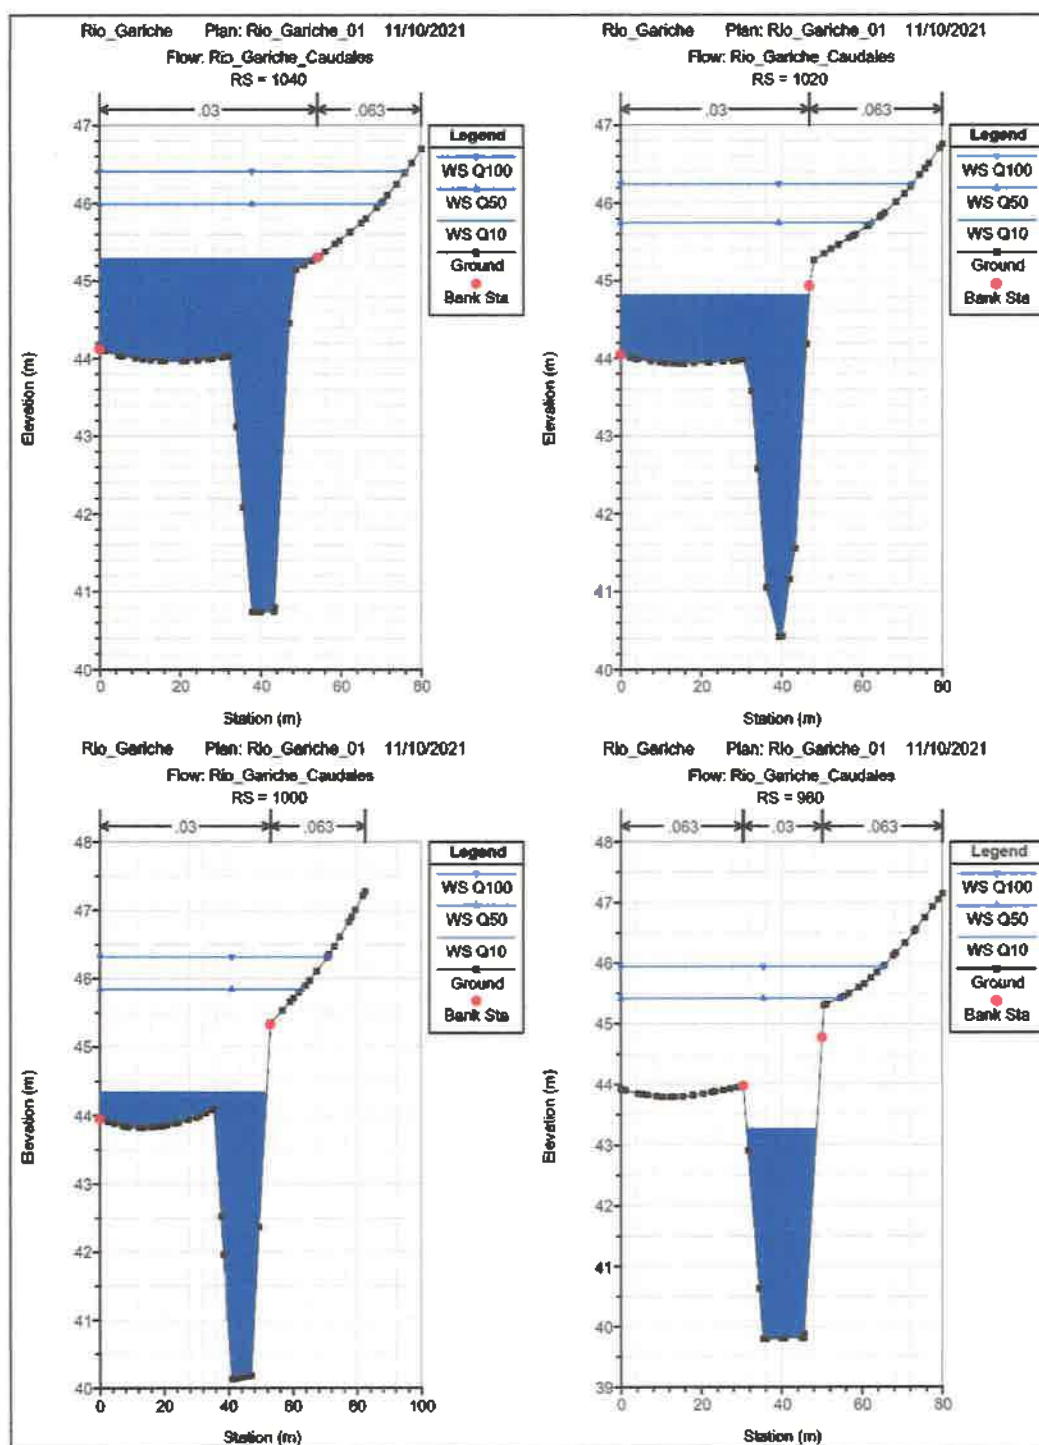 Rio_Gariche Plan: Rio_Gariche_01 11/10/2021
Flow: Rio_Gariche_Caudales
RS = 1040
.03 .063
47
46
45
44
43
42
41
40
Elevation (m)
0 20 40 60 80
Station (m)
Legend
WS Q100
WS Q50
WS Q10
Ground
Bank Sta
Rio_Gariche Plan: Rio_Gariche_01 11/10/2021
Flow: Rio_Gariche_Caudales
RS = 1020
.03 .063
47
46
45
44
43
42
41
40
Elevation (m)
0 20 40 60 80
Station (m)
Legend
WS Q100
WS Q50
WS Q10
Ground
Bank Sta
Rio_Gariche Plan: Rio_Gariche_01 11/10/2021
Flow: Rio_Gariche_Caudales
RS = 1000
.03 .063
48
47
46
45
44
43
42
41
40
Elevation (m)
0 20 40 60 80 100
Station (m)
Legend
WS Q100
WS Q50
WS Q10
Ground
Bank Sta
Rio_Gariche Plan: Rio_Gariche_01 11/10/2021
Flow: Rio_Gariche_Caudales
RS = 980
.063 .03 .063
48
47
46
45
44
43
42
41
40
39
Elevation (m)
0 20 40 60 80
Station (m)
Legend
WS Q100
WS Q50
WS Q10
Ground
Bank Sta